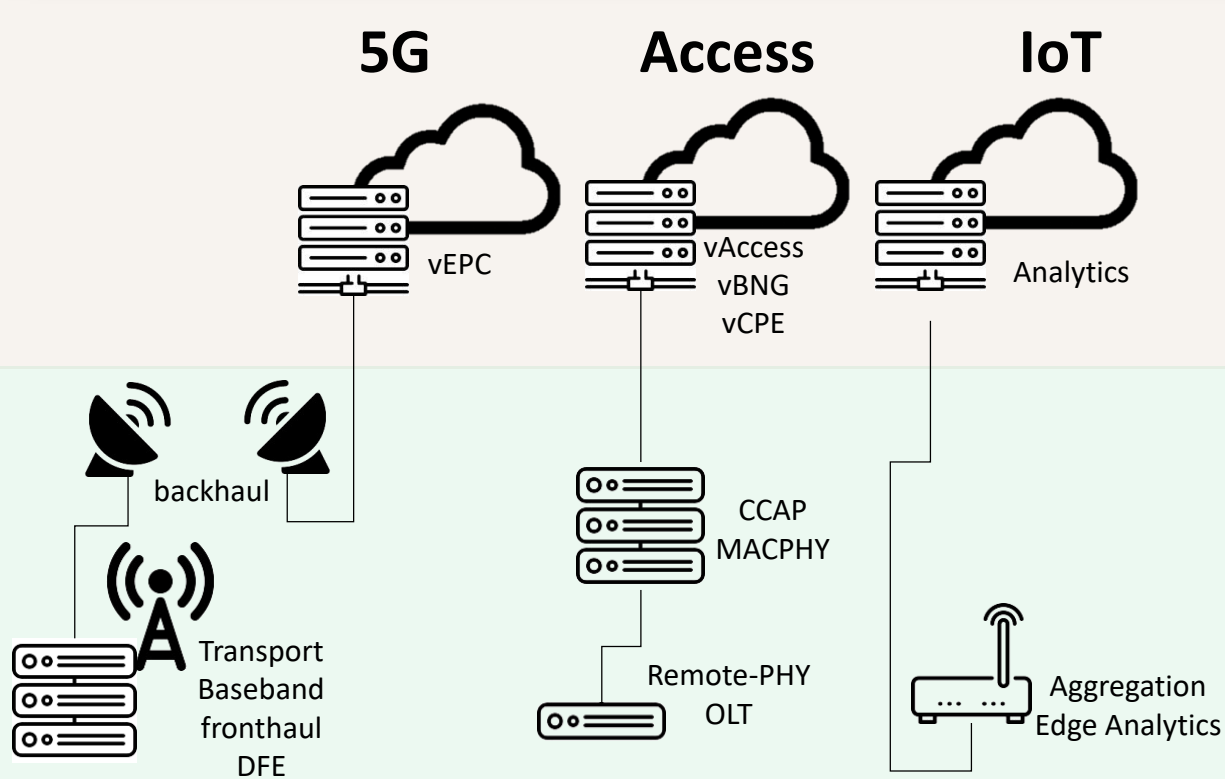 5G
Access
IoT
vEPC
vAccess
vBNG
vCPE
Analytics
backhaul
CCAP
MACPHY
Transport
Baseband
fronthaul
DFE
Remote-PHY
OLT
Aggregation
Edge Analytics